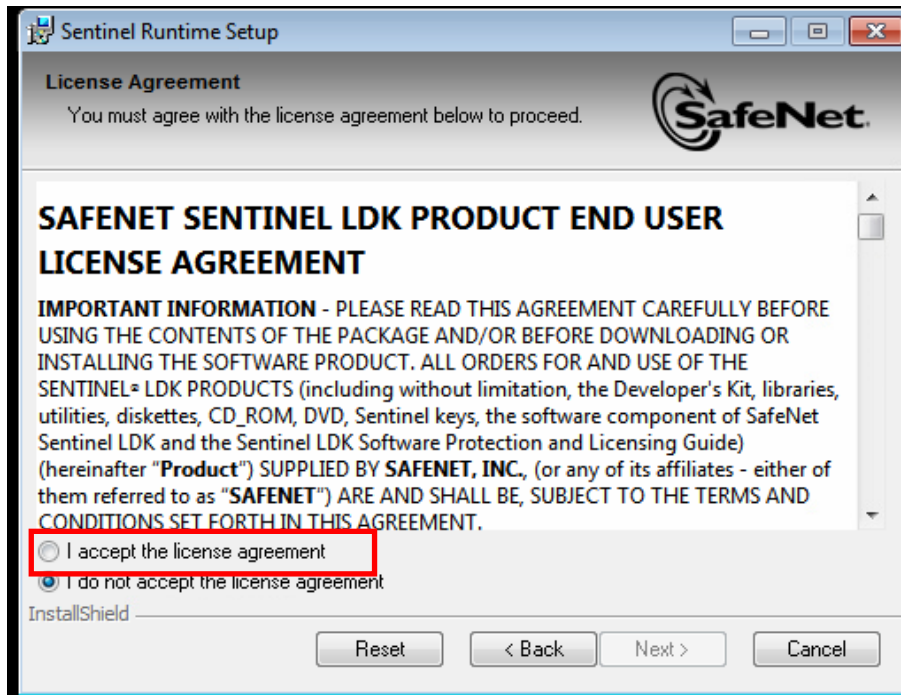 Sentinel Runtime Setup
License Agreement
You must agree with the license agreement below to proceed.
SafeNet.
SAFENET SENTINEL LDK PRODUCT END USER
LICENSE AGREEMENT
IMPORTANT INFORMATION - PLEASE READ THIS AGREEMENT CAREFULLY BEFORE
USING THE CONTENTS OF THE PACKAGE AND/OR BEFORE DOWNLOADING OR
INSTALLING THE SOFTWARE PRODUCT. ALL ORDERS FOR AND USE OF THE
SENTINEL® LDK PRODUCTS (including without limitation, the Developer's Kit, libraries,
utilities, diskettes, CD_ROM, DVD, Sentinel keys, the software component of SafeNet
Sentinel LDK and the Sentinel LDK Software Protection and Licensing Guide)
(hereinafter “Product”) SUPPLIED BY SAFENET, INC., (or any of its affiliates - either of
them referred to as “SAFENET”) ARE AND SHALL BE, SUBJECT TO THE TERMS AND
CONDITIONS SET FORTH IN THIS AGREEMENT.
I accept the license agreement
I do not accept the license agreement
InstallShield
Reset < Back Next > Cancel